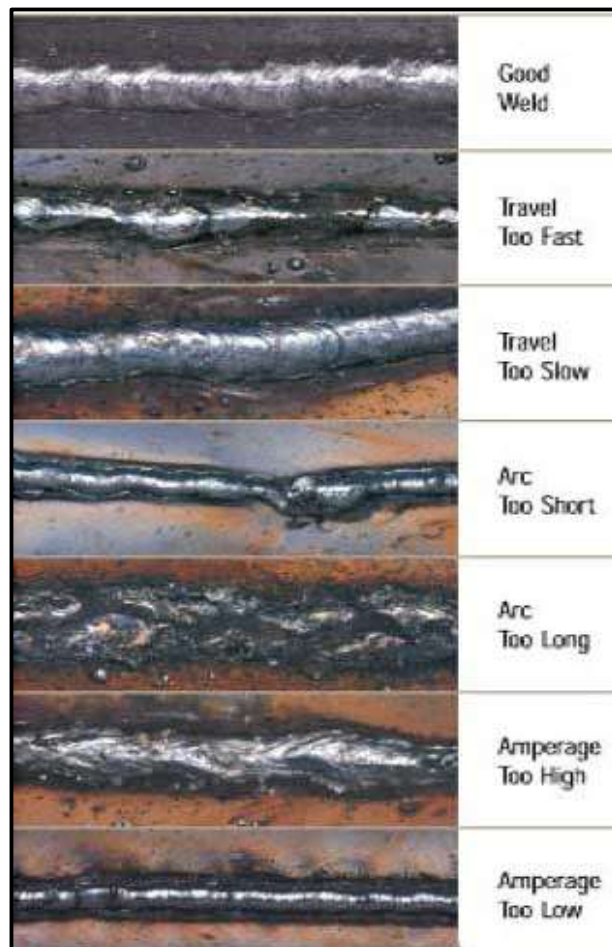 Good
Weld
Travel
Too Fast
Travel
Too Slow
Arc
Too Short
Arc
Too Long
Amperage
Too High
Amperage
Too Low